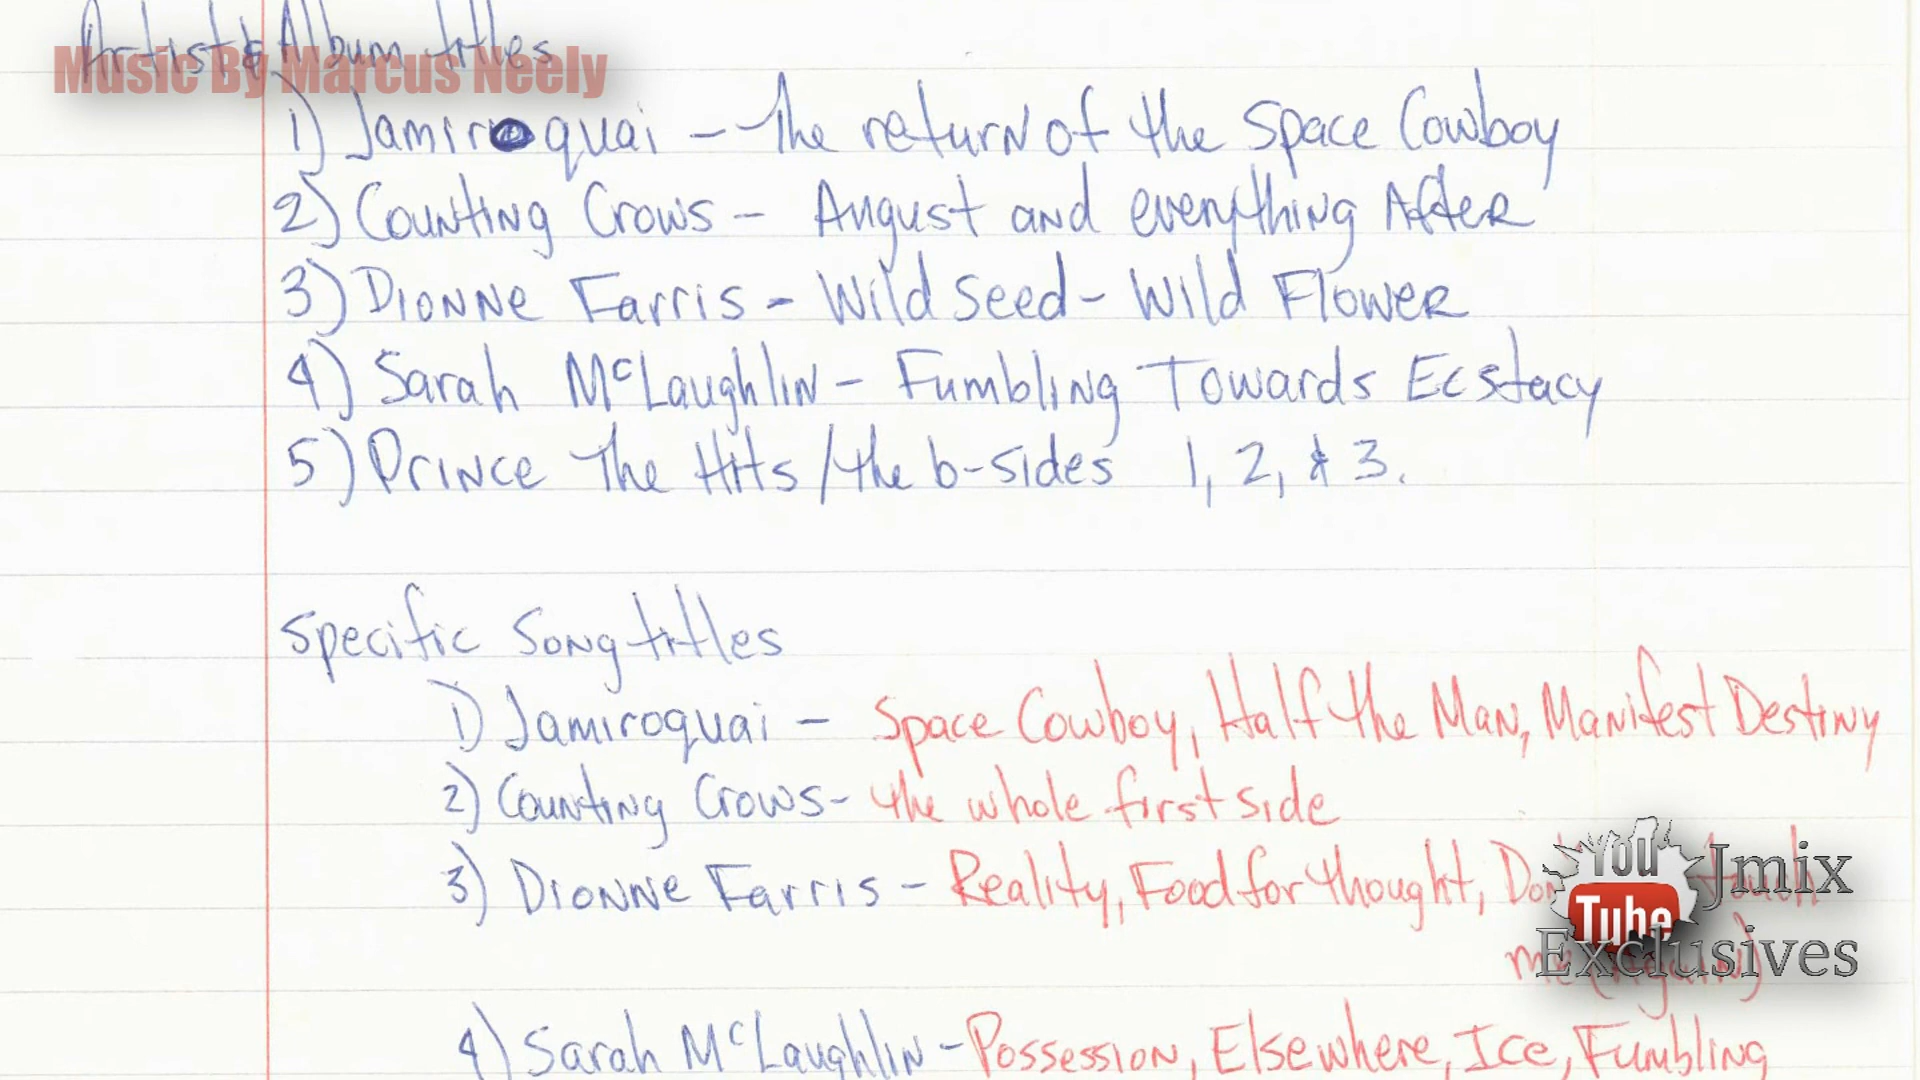 Artist & Album titles
Music By Marcus Neely
1) Jamiroquai - The return of the Space Cowboy
2) Counting Crows - August and everything After
3) Dionne Farris - Wild Seed - Wild Flower
4) Sarah McLaughlin - Fumbling Towards Ecstacy
5) Prince The Hits / the b-sides 1, 2, & 3.
Specific Song titles
1) Jamiroquai - Space Cowboy, Half the Man, Manifest Destiny
2) Counting Crows - the whole first side
3) Dionne Farris - Reality, Food for thought,
me (Again)
You Tube Jmix
Exclusives
4) Sarah McLaughlin - Possession, Elsewhere, Ice, Fumbling